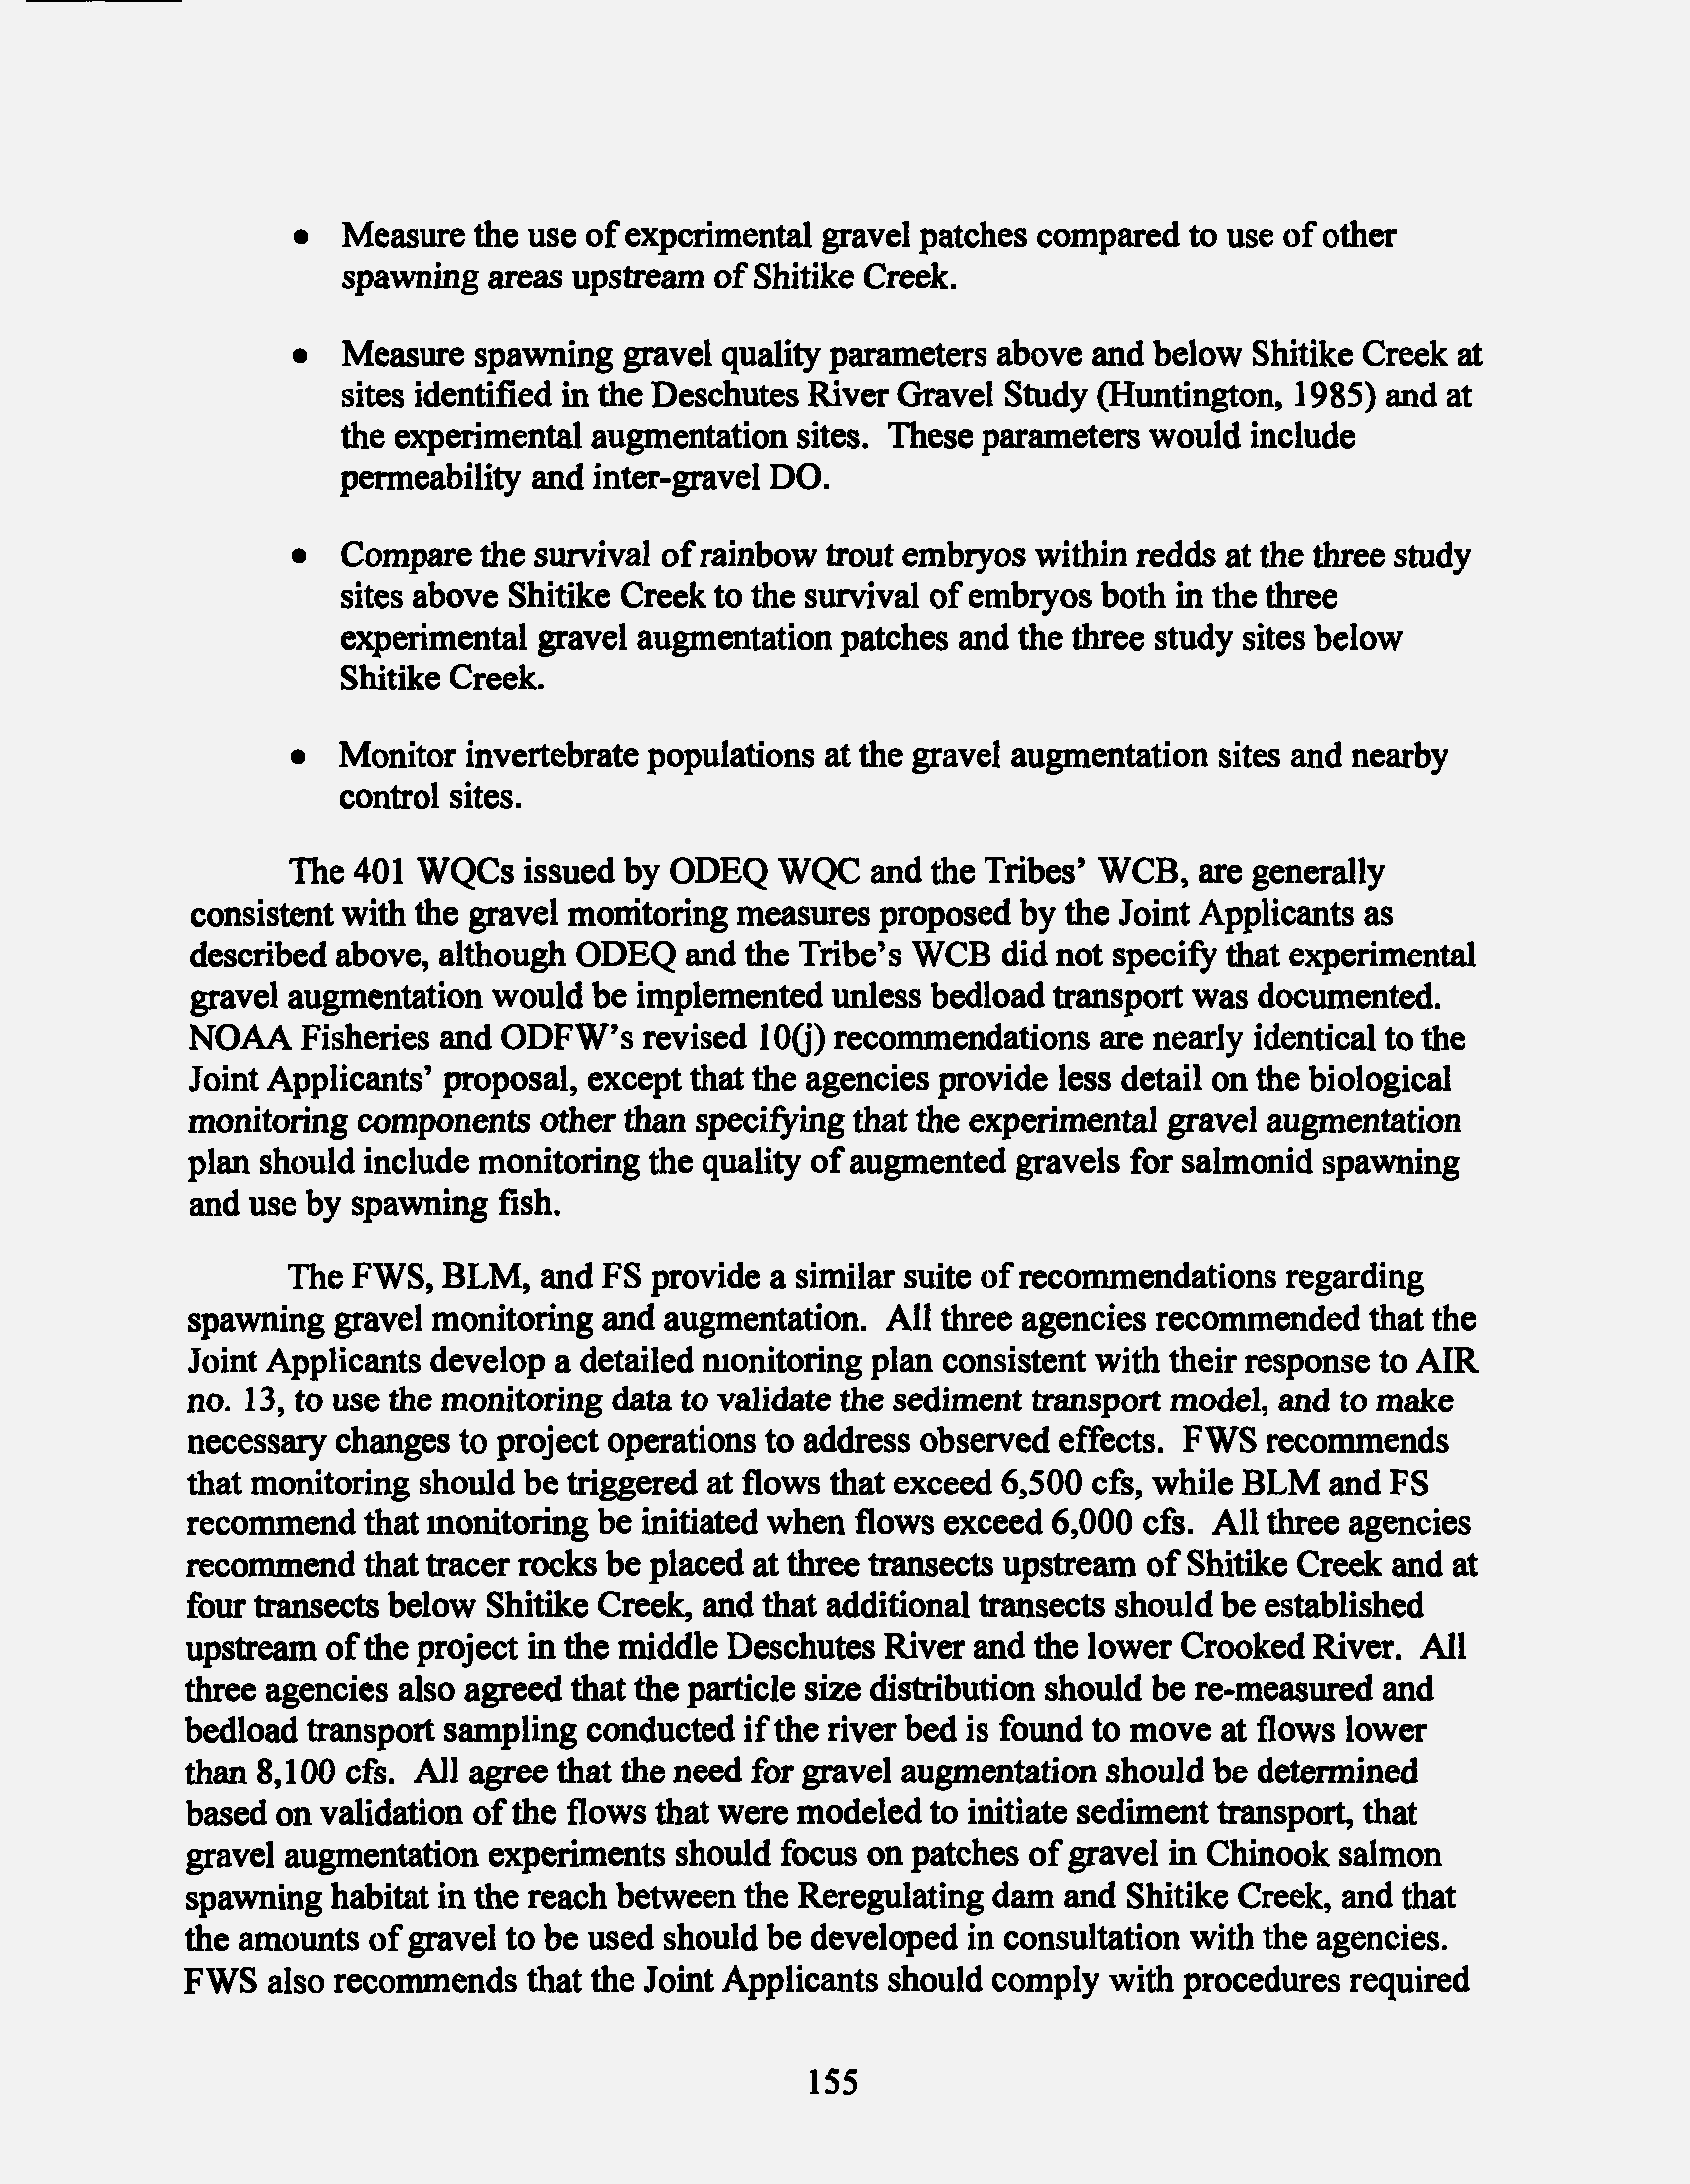 • Measure the use of experimental gravel patches compared to use of other
spawning areas upstream of Shitike Creek.
• Measure spawning gravel quality parameters above and below Shitike Creek at
sites identified in the Deschutes River Gravel Study (Huntington, 1985) and at
the experimental augmentation sites. These parameters would include
permeability and inter-gravel DO.
• Compare the survival of rainbow trout embryos within redds at the three study
sites above Shitike Creek to the survival of embryos both in the three
experimental gravel augmentation patches and the three study sites below
Shitike Creek.
• Monitor invertebrate populations at the gravel augmentation sites and nearby
control sites.
The 401 WQCs issued by ODEQ WQC and the Tribes’ WCB, are generally
consistent with the gravel monitoring measures proposed by the Joint Applicants as
described above, although ODEQ and the Tribe’s WCB did not specify that experimental
gravel augmentation would be implemented unless bedload transport was documented.
NOAA Fisheries and ODFW’s revised 10(j) recommendations are nearly identical to the
Joint Applicants’ proposal, except that the agencies provide less detail on the biological
monitoring components other than specifying that the experimental gravel augmentation
plan should include monitoring the quality of augmented gravels for salmonid spawning
and use by spawning fish.
The FWS, BLM, and FS provide a similar suite of recommendations regarding
spawning gravel monitoring and augmentation. All three agencies recommended that the
Joint Applicants develop a detailed monitoring plan consistent with their response to AIR
no. 13, to use the monitoring data to validate the sediment transport model, and to make
necessary changes to project operations to address observed effects. FWS recommends
that monitoring should be triggered at flows that exceed 6,500 cfs, while BLM and FS
recommend that monitoring be initiated when flows exceed 6,000 cfs. All three agencies
recommend that tracer rocks be placed at three transects upstream of Shitike Creek and at
four transects below Shitike Creek, and that additional transects should be established
upstream of the project in the middle Deschutes River and the lower Crooked River. All
three agencies also agreed that the particle size distribution should be re-measured and
bedload transport sampling conducted if the river bed is found to move at flows lower
than 8,100 cfs. All agree that the need for gravel augmentation should be determined
based on validation of the flows that were modeled to initiate sediment transport, that
gravel augmentation experiments should focus on patches of gravel in Chinook salmon
spawning habitat in the reach between the Reregulating dam and Shitike Creek, and that
the amounts of gravel to be used should be developed in consultation with the agencies.
FWS also recommends that the Joint Applicants should comply with procedures required
155